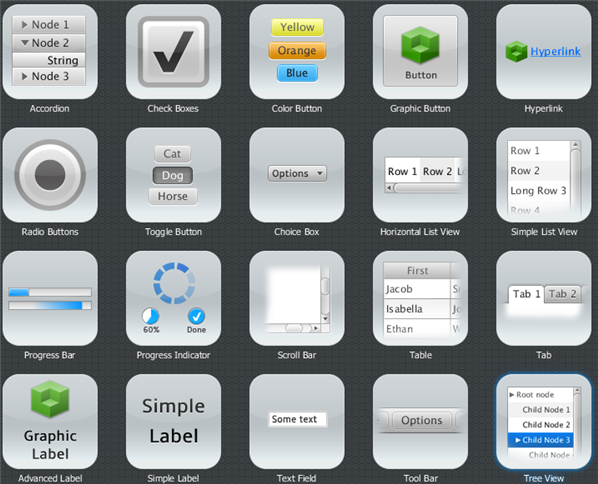 Node 1
Node 2
String
Node 3
Accordion
Check Boxes
Yellow
Orange
Blue
Color Button
Button
Graphic Button
Hyperlink
Hyperlink
Radio Buttons
Cat
Dog
Horse
Toggle Button
Options
Choice Box
Row 1 Row 2
Horizontal List View
Row 1
Row 2
Long Row 3
Row 4
Simple List View
Progress Bar
60% Done
Progress Indicator
Scroll Bar
First
Jacob
Isabella
Ethan
Table
Tab 1 Tab 2
Tab
Graphic
Label
Advanced Label
Simple
Label
Simple Label
Some text
Text Field
Options
Tool Bar
Root node
Child Node 1
Child Node 2
Child Node 3
Child Node
Tree View